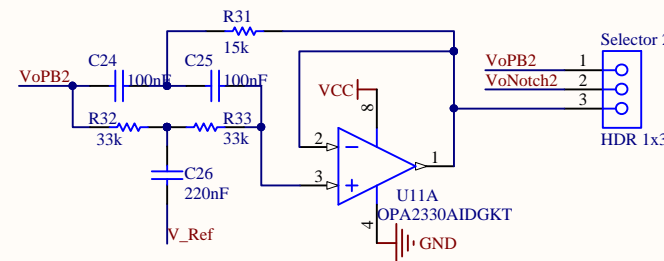 R31
15k
C24
C25
100nF
100nF
VoPB2
R32
33k
R33
33k
C26
220nF
V_Ref
VCC
8
2
3
1
4
U11A
OPA2330AIDGKT
GND
Selector 2
VoPB2
1
VoNotch2
2
3
HDR 1x3